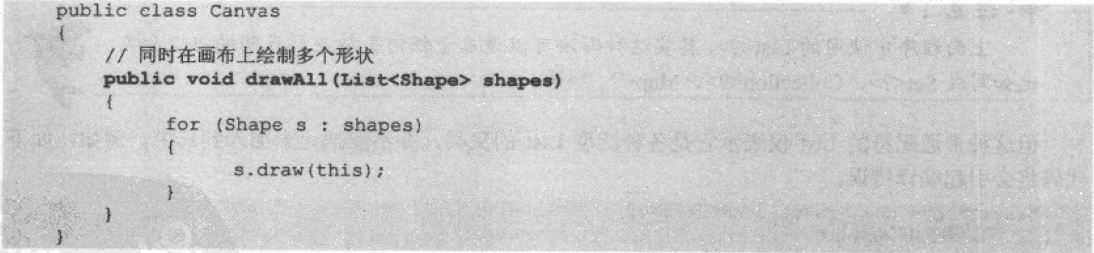 public class Canvas
{
// 同时在画布上绘制多个形状
public void drawAll(List<Shape> shapes)
{
for (Shape s : shapes)
{
s.draw(this);
}
}
}